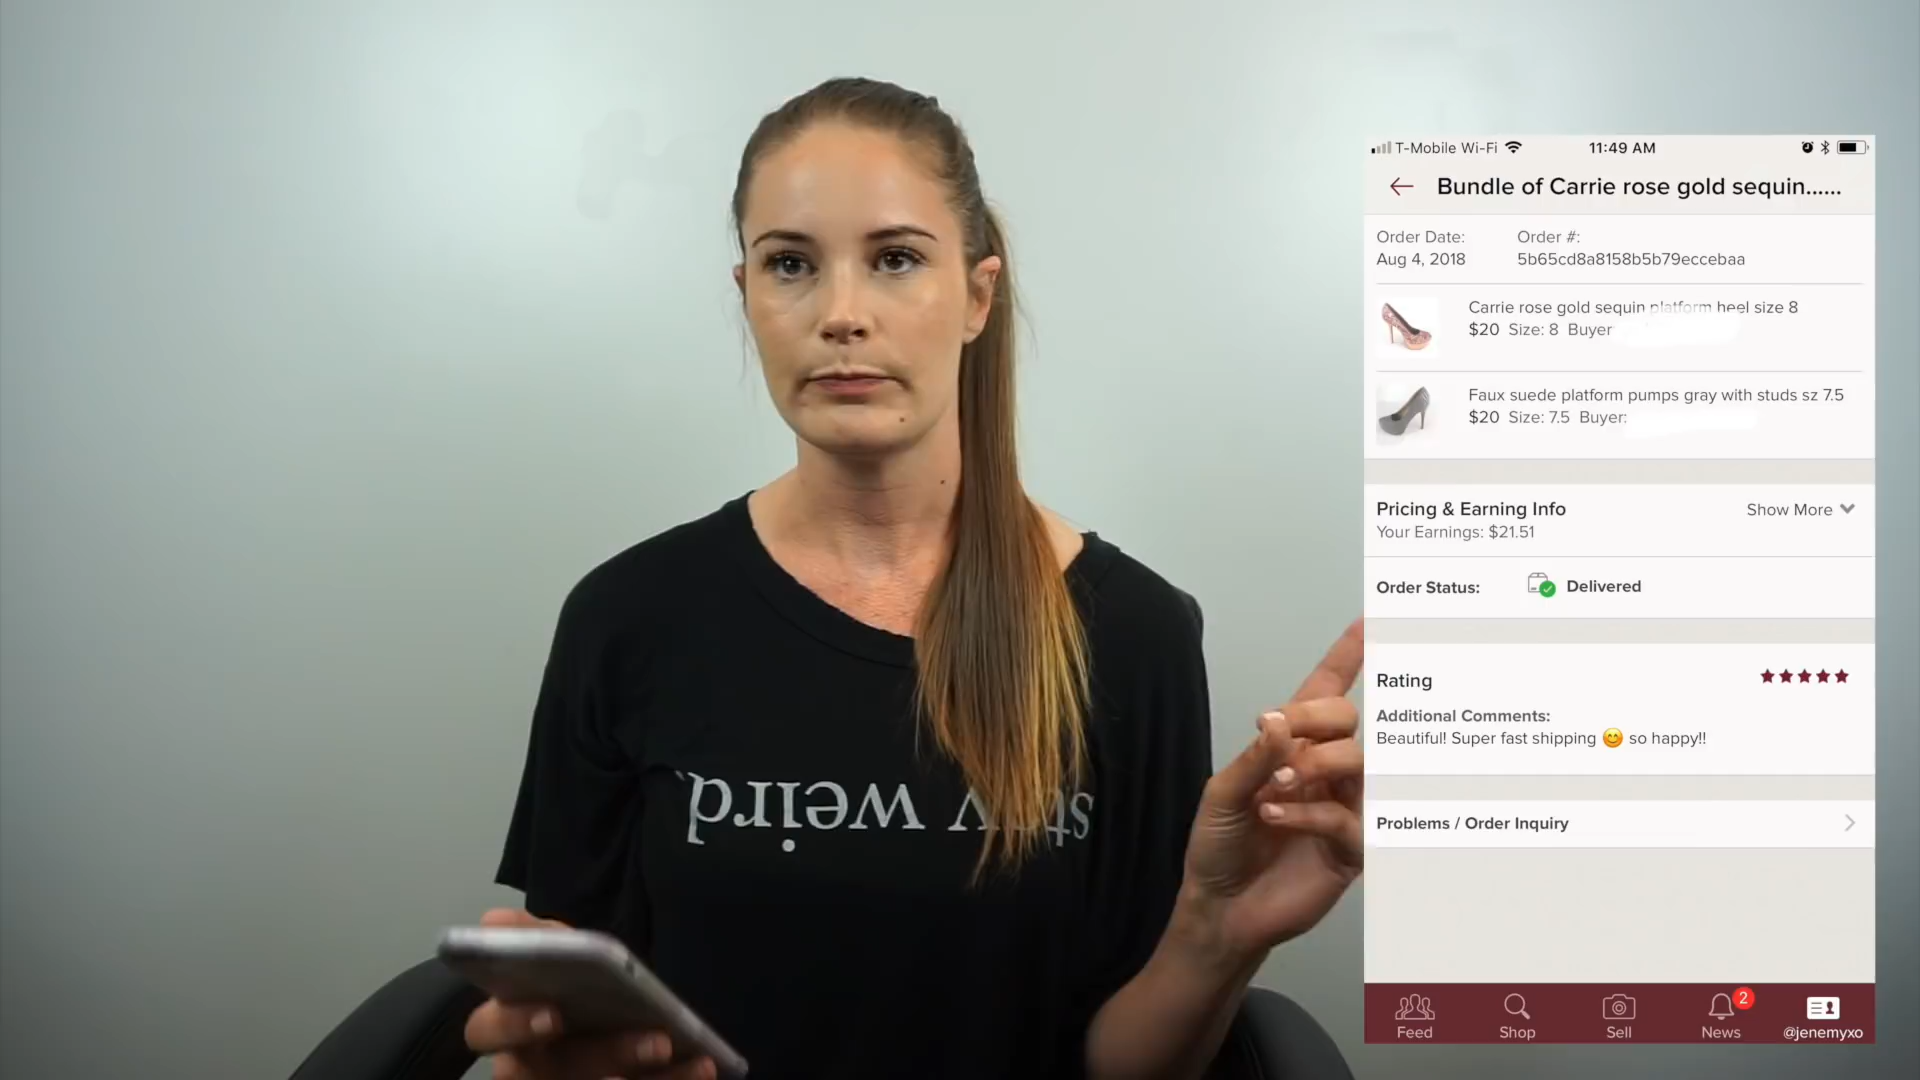 T-Mobile Wi-Fi 11:49 AM
Bundle of Carrie rose gold sequin......
Order Date: Order #:
Aug 4, 2018 5b65cd8a8158b5b79eccebaa
Carrie rose gold sequin platform heel size 8
$20 Size: 8 Buyer
Faux suede platform pumps gray with studs sz 7.5
$20 Size: 7.5 Buyer:
Pricing & Earning Info Show More
Your Earnings: $21.51
Order Status: Delivered
Rating
Additional Comments:
Beautiful! Super fast shipping 😊 so happy!!
Problems / Order Inquiry
2
Feed Shop Sell News @jenemyxo
stay weird.